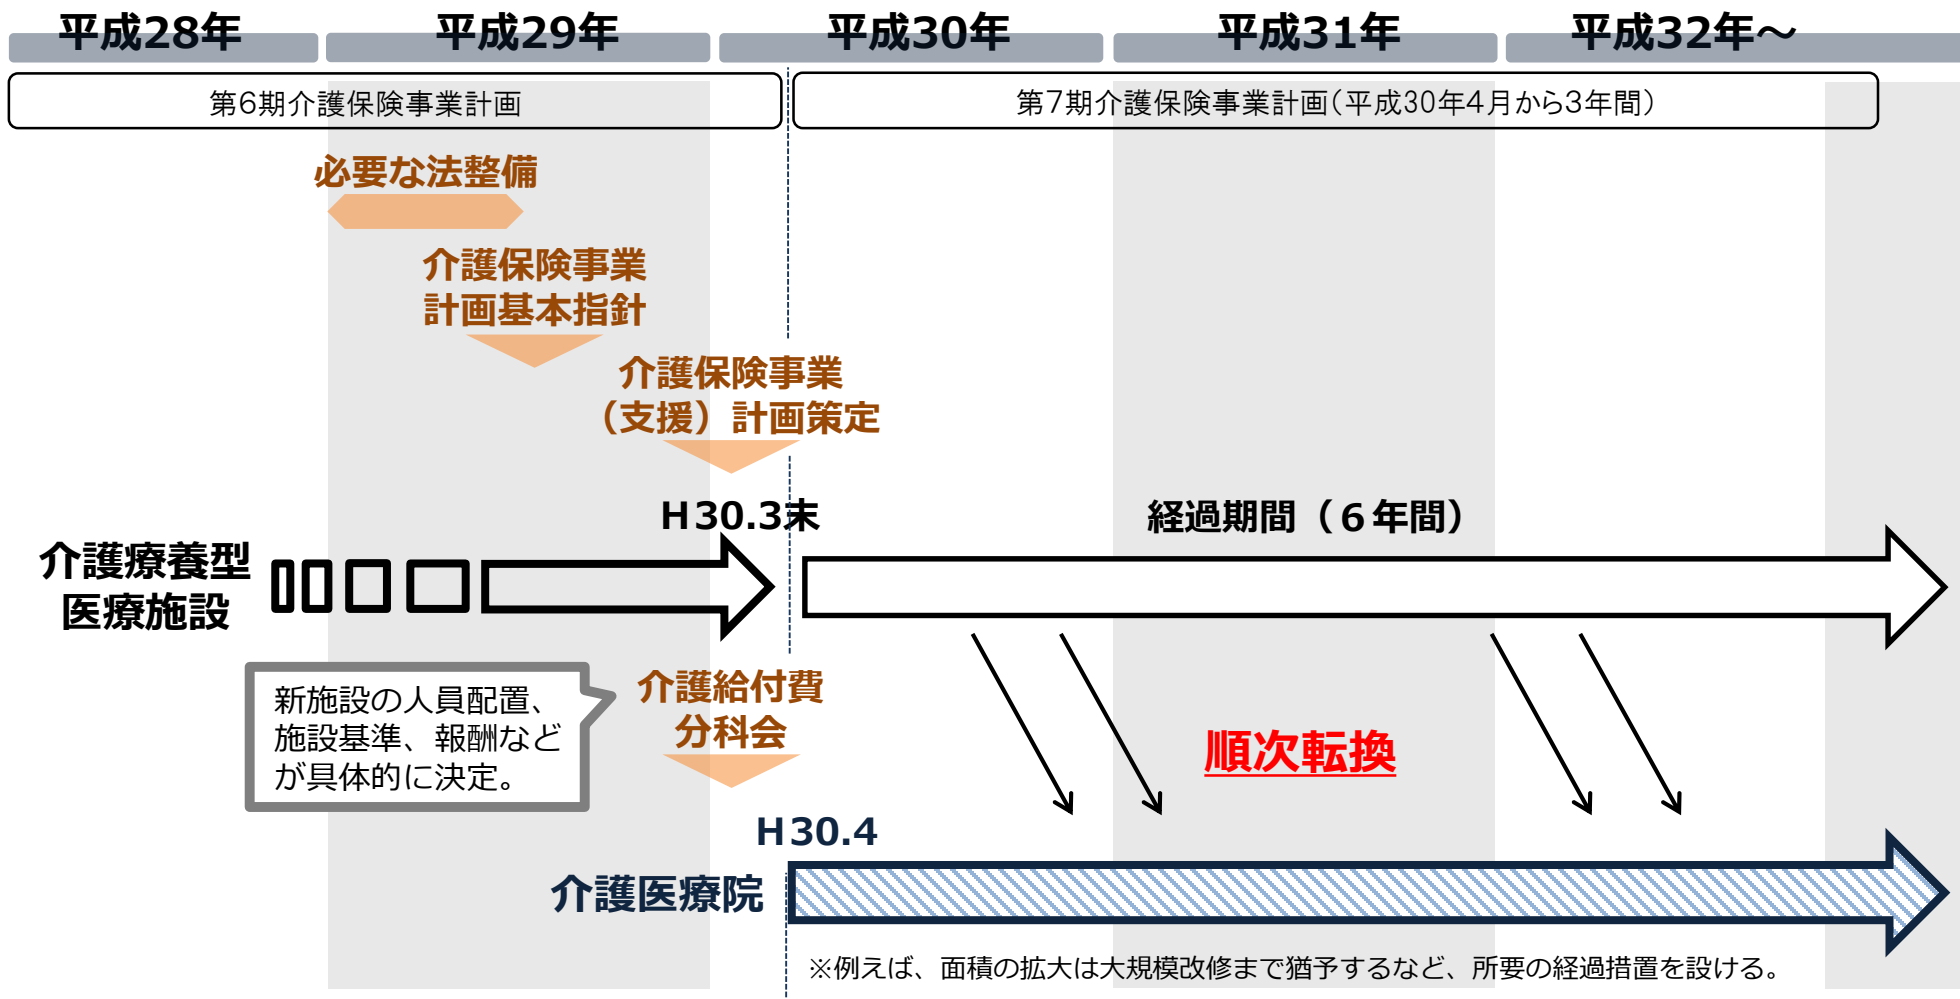 平成28年
平成29年
平成30年
平成31年
平成32年～
第6期介護保険事業計画
第7期介護保険事業計画（平成30年4月から3年間）
必要な法整備
介護保険事業
計画基本指針
介護保険事業
（支援）計画策定
Ｈ30.3末
経過期間（６年間）
介護療養型
医療施設
新施設の人員配置、
施設基準、報酬など
が具体的に決定。
介護給付費
分科会
順次転換
Ｈ30.4
介護医療院
※例えば、面積の拡大は大規模改修まで猶予するなど、所要の経過措置を設ける。